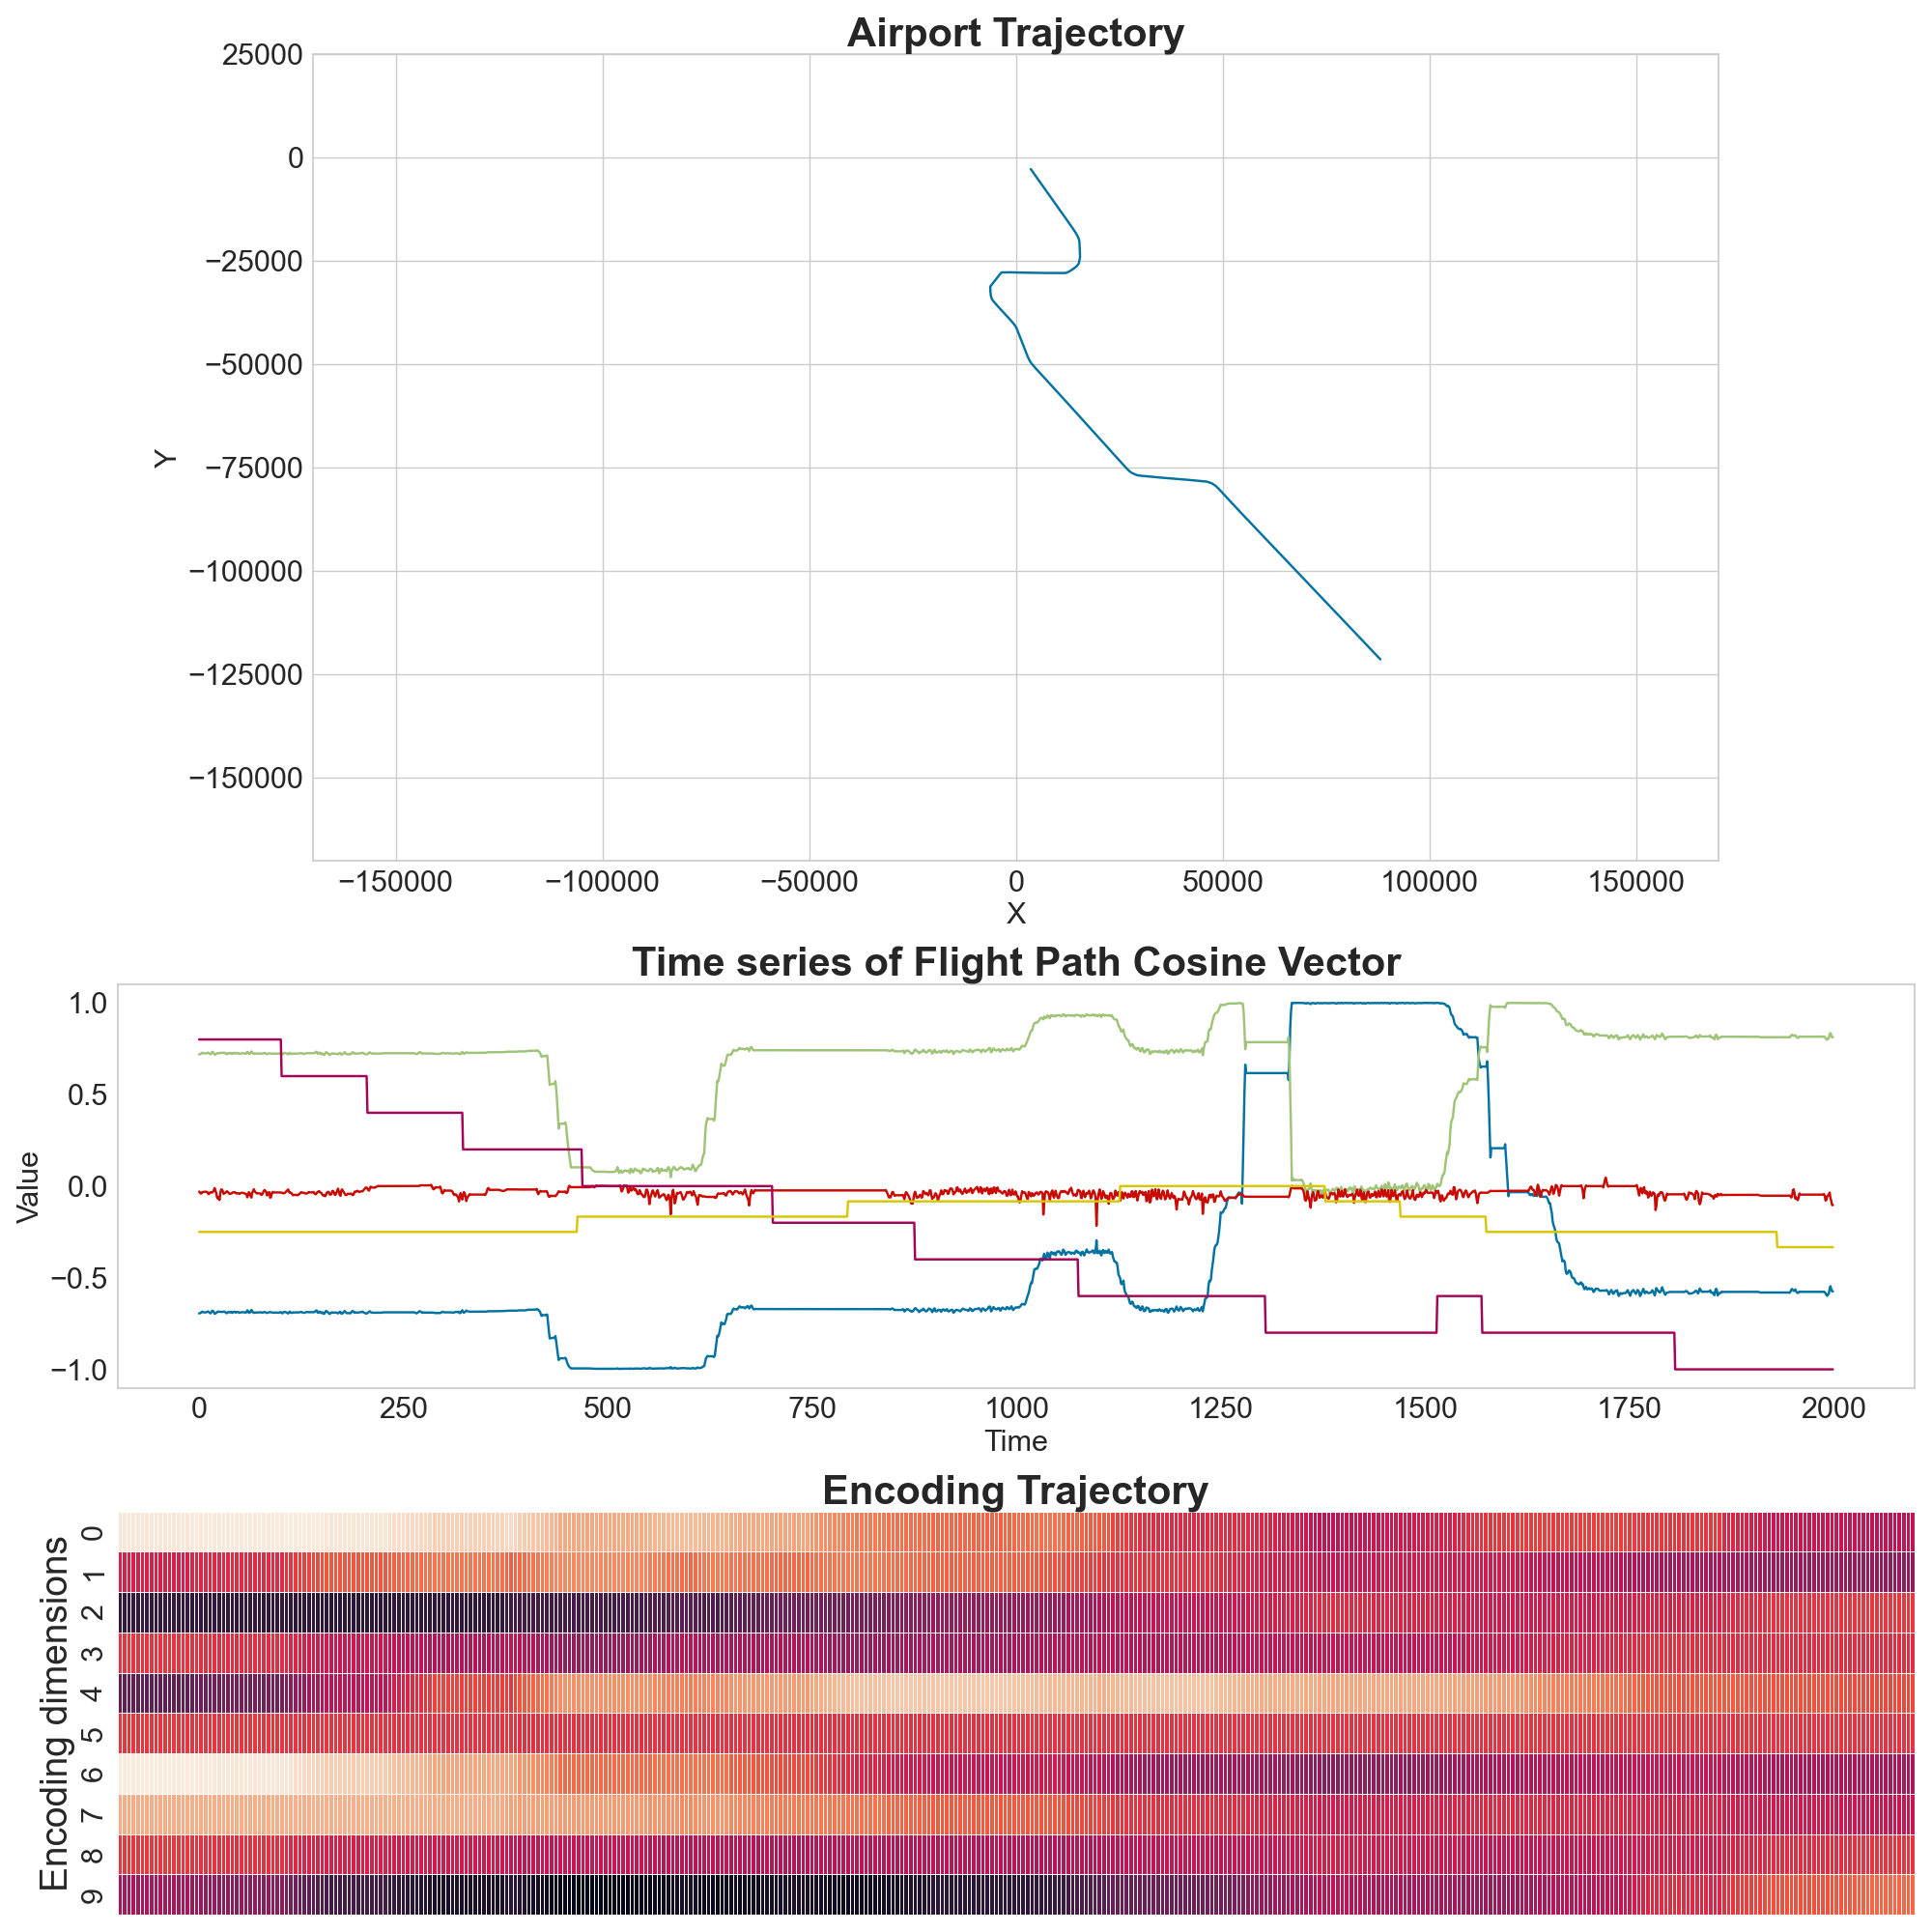 Airport Trajectory
25000
0
−25000
−50000
−75000
−100000
−125000
−150000
Y
−150000 −100000 −50000 0 50000 100000 150000
X
Time series of Flight Path Cosine Vector
1.0
0.5
0.0
−0.5
−1.0
Value
0 250 500 750 1000 1250 1500 1750 2000
Time
Encoding Trajectory
Encoding dimensions
0
1
2
3
4
5
6
7
8
9